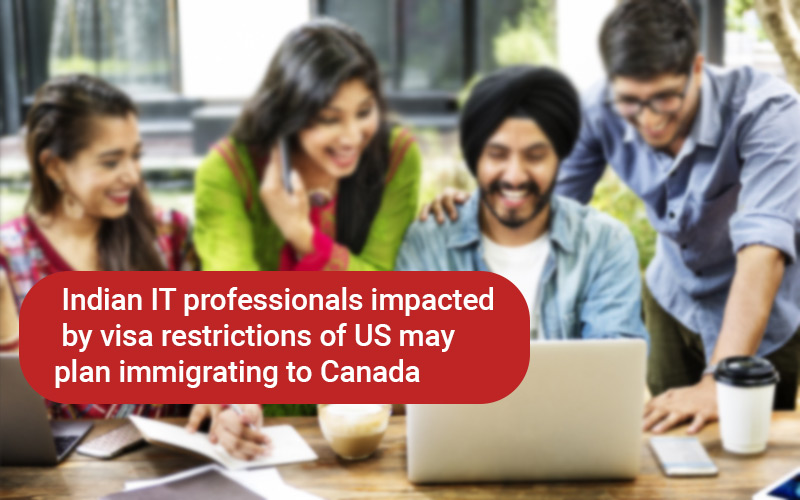 Indian IT professionals impacted
by visa restrictions of US may
plan immigrating to Canada